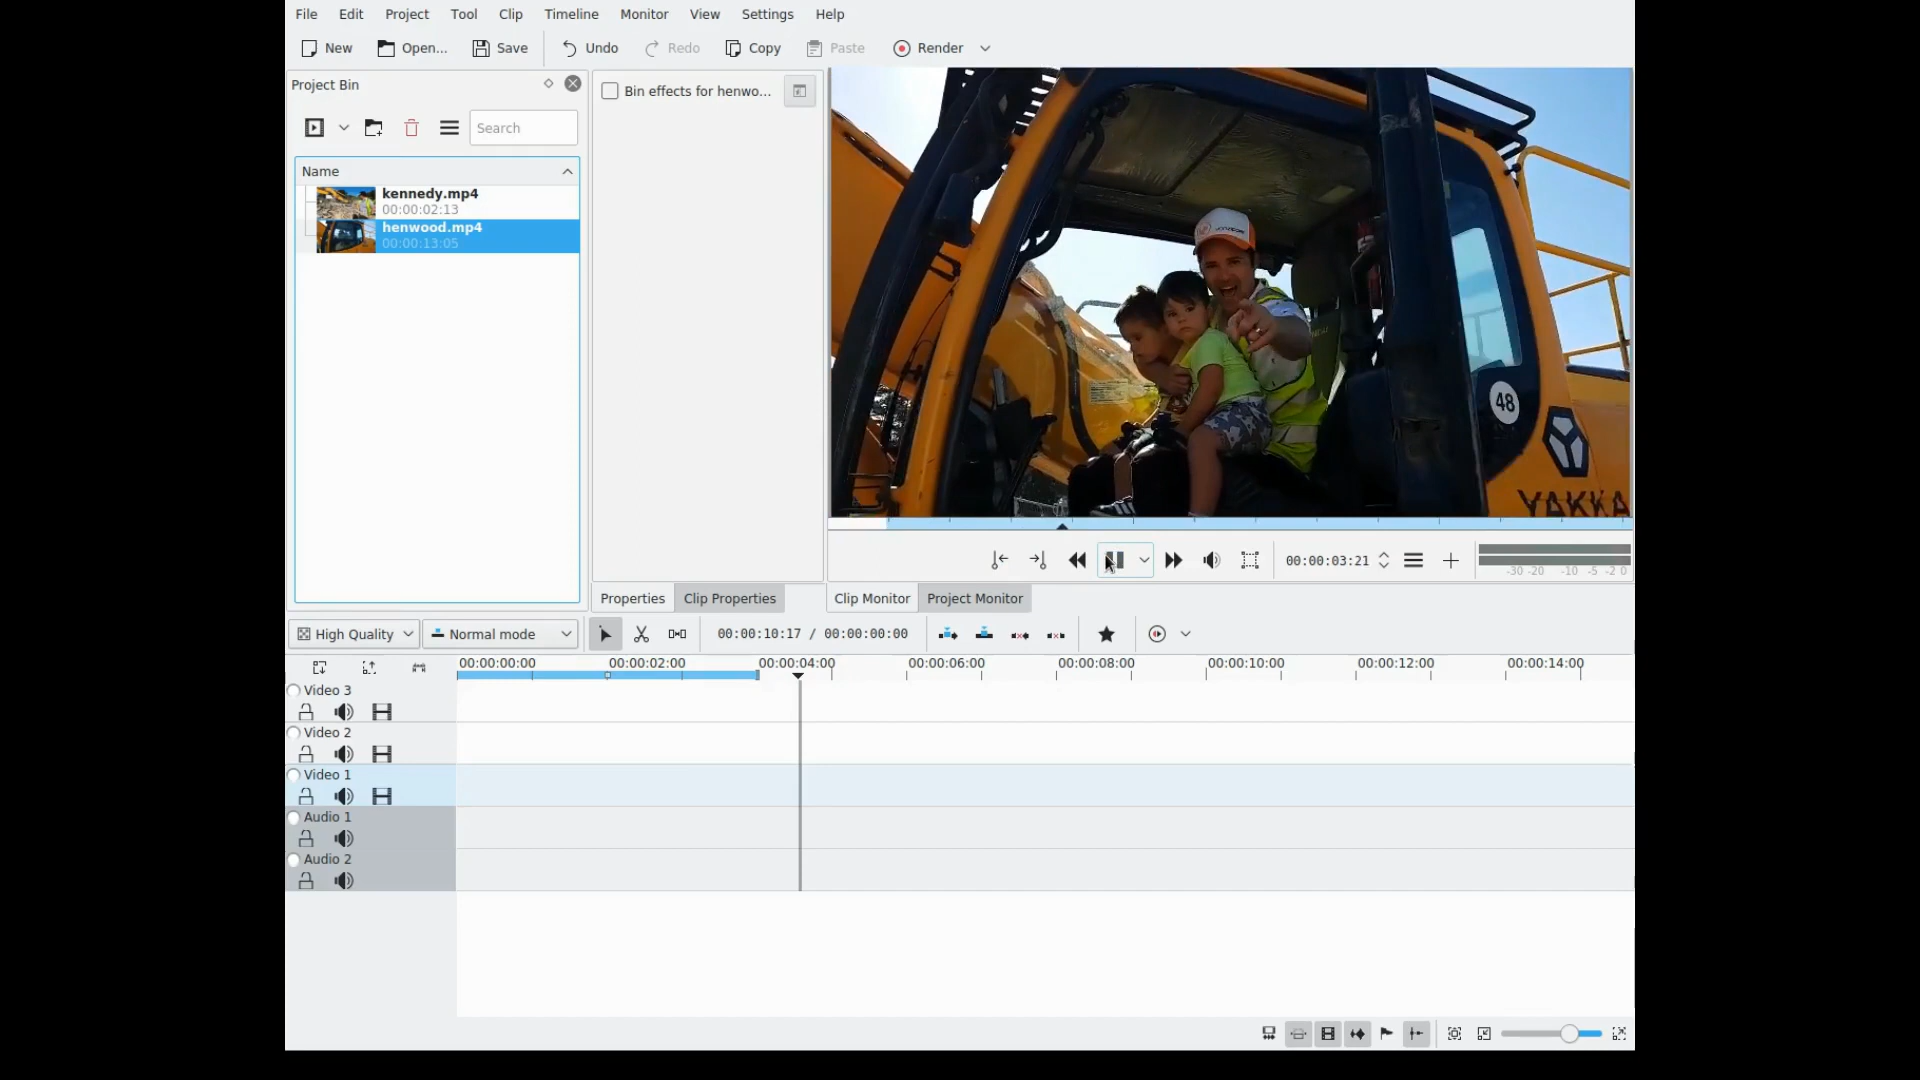 File Edit Project Tool Clip Timeline Monitor View Settings Help
New Open... Save Undo Redo Copy Paste Render
Project Bin
Bin effects for henwo...
Search
Name
kennedy.mp4
00:00:02:13
henwood.mp4
00:00:13:05
48
YAKKA
00:00:03:21
-30 -20 -10 -5 -2 0
Properties Clip Properties Clip Monitor Project Monitor
High Quality Normal mode 00:00:10:17 / 00:00:00:00
00:00:00:00 00:00:02:00 00:00:04:00 00:00:06:00 00:00:08:00 00:00:10:00 00:00:12:00 00:00:14:00
Video 3
Video 2
Video 1
Audio 1
Audio 2